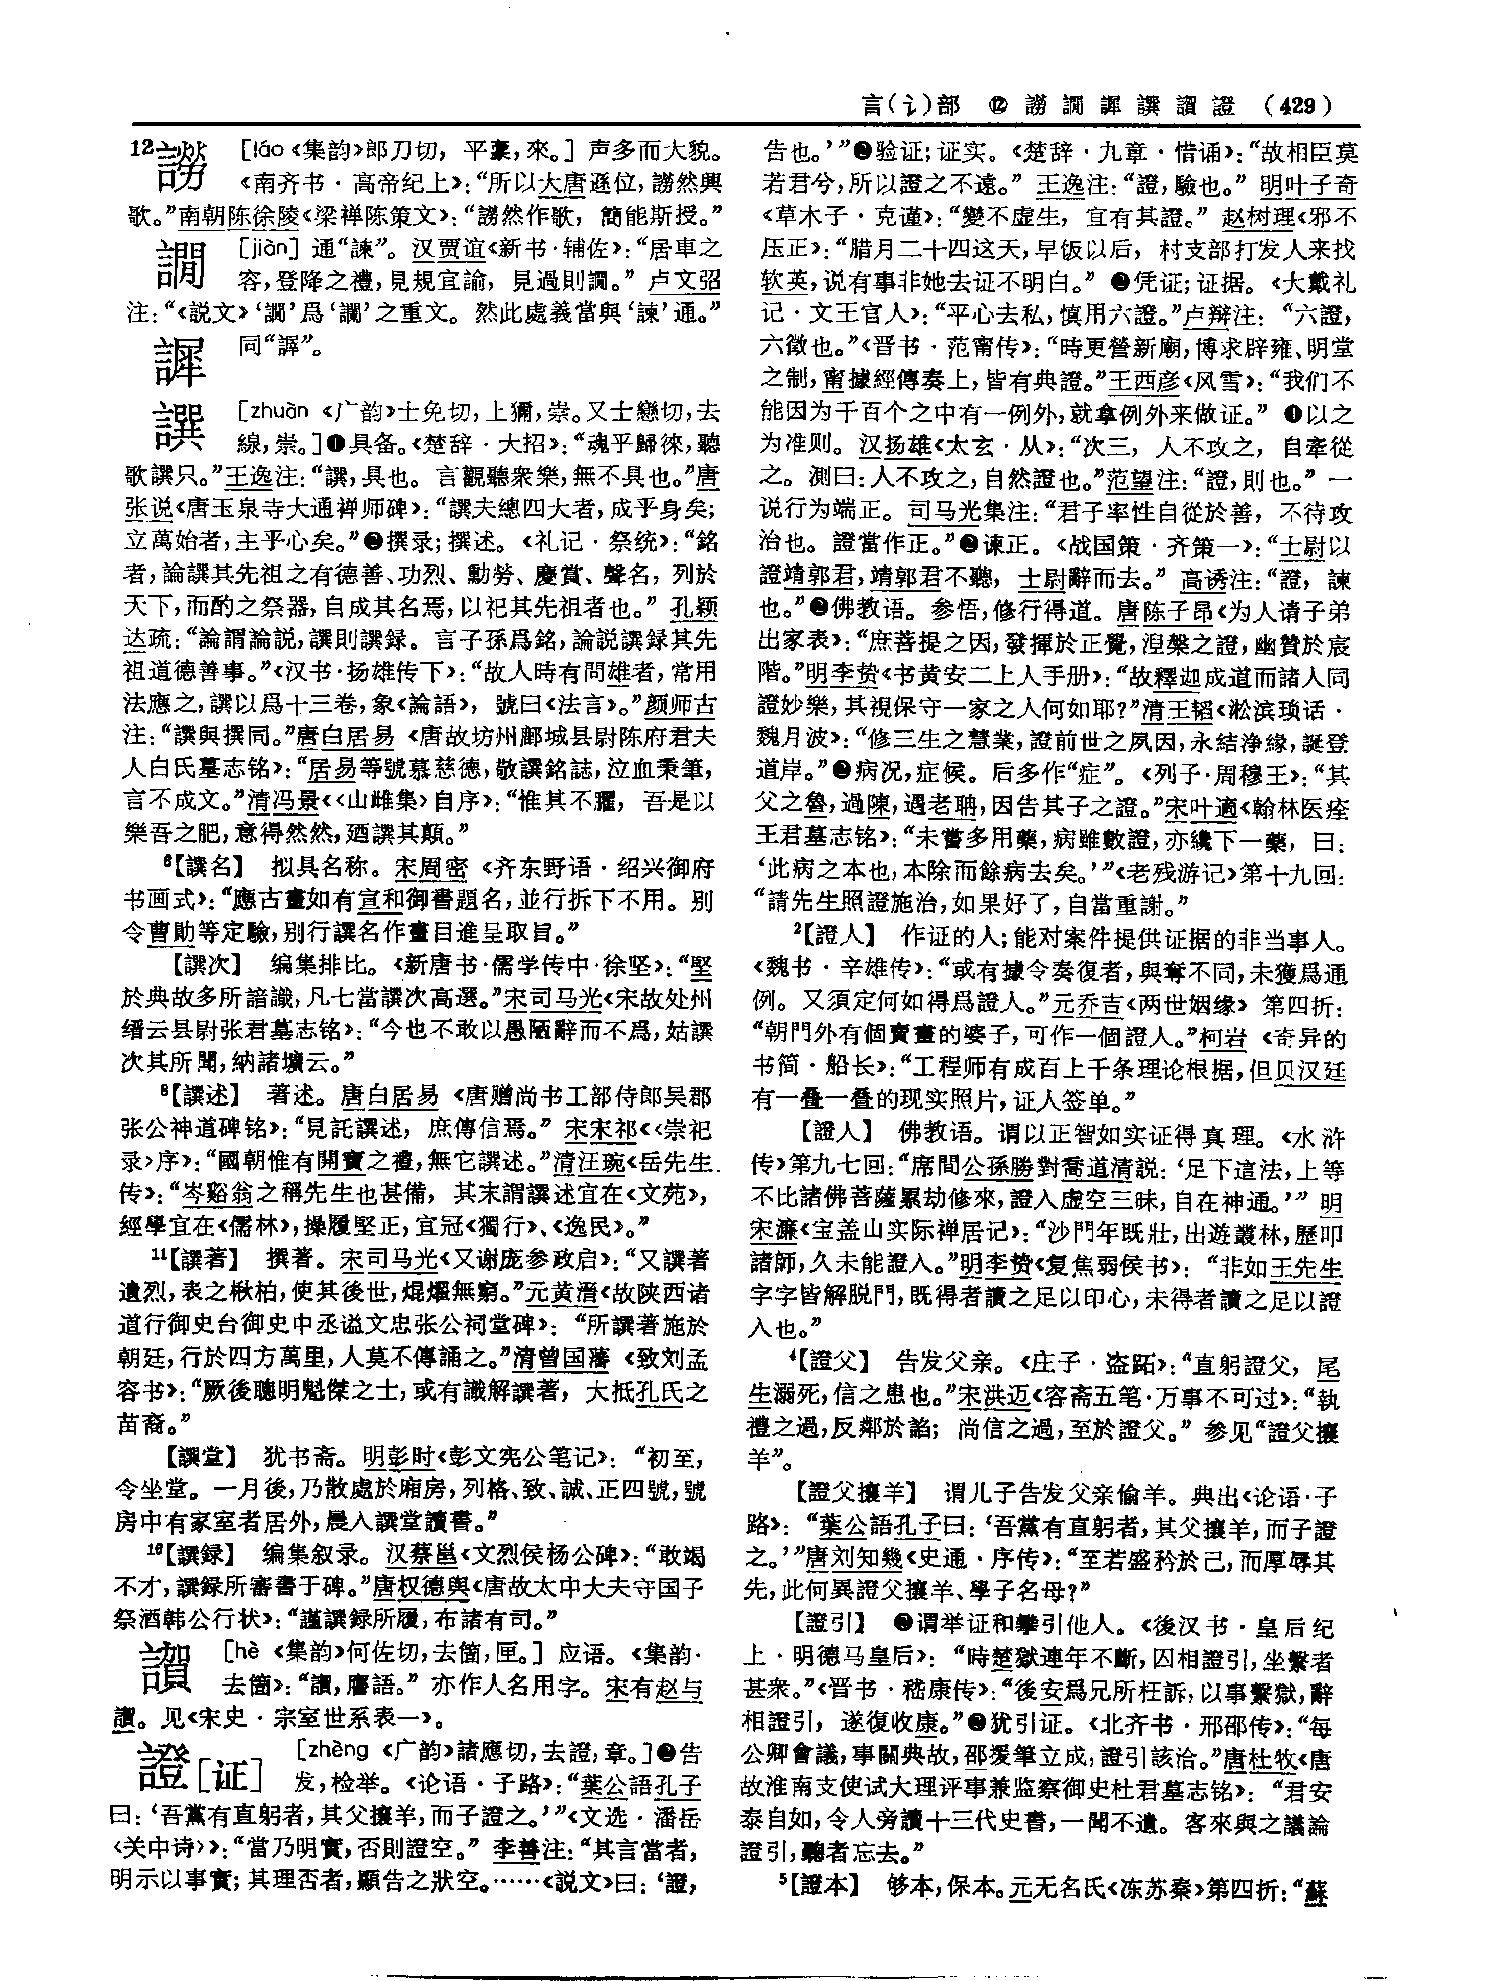 言(讠)部 ⑫ 謗 謿 譂 譔 譄 證 (429)
12 [láo《集韵》郎刀切，平豪，來。] 声多而大貌。
《南齐书·高帝纪上》：“所以大唐遜位，謗然興
歌。”南朝陈徐陵《梁禅陈策文》：“謗然作歌，簡能斯授。”
[jiàn] 通“諫”。汉贾谊《新书·辅佐》：“居車之
容，登降之禮，見規宜諭，見過則調。”卢文弨
同“譯”。
譔 [zhuàn《广韵》士免切，上獮，崇。又士戀切，去
線，崇。]❶具备。《楚辞·大招》：“魂乎歸徠，聽
歌譔只。”王逸注：“譔，具也。言觀聽衆樂，無不具也。”唐
张说《唐玉泉寺大通禅师碑》：“譔夫總四大者，成乎身矣；
立萬始者，主乎心矣。”❷撰录；撰述。《礼记·祭统》：“銘
者，論譔其先祖之有德善、功烈、勳勞、慶賞、聲名，列於
天下，而酌之祭器，自成其名焉，以祀其先祖者也。”孔颖
达疏：“論謂論説，譔則譔録。言子孫爲銘，論説譔録其先
祖道德善事。”《汉书·扬雄传下》：“故人時有問雄者，常用
法應之，譔以爲十三卷，象《論語》，號曰《法言》。”颜师古
注：“譔與撰同。”唐白居易《唐故坊州鄜城县尉陈府君夫
人白氏墓志铭》：“居易等號慕慈德，敬譔銘誌，泣血秉筆，
言不成文。”清冯景《〈山雌集〉自序》：“惟其不臞，吾是以
樂吾之肥，意得然然，廼譔其顛。”
⁶【譔名】 拟具名称。宋周密《齐东野语·绍兴御府
书画式》：“應古畫如有宣和御書題名，並行拆下不用。别
令曹勛等定驗，别行譔名作畫目進呈取旨。”
【譔次】 编集排比。《新唐书·儒学传中·徐坚》：“堅
於典故多所諳識，凡七當譔次高選。”宋司马光《宋故处州
缙云县尉张君墓志铭》：“今也不敢以愚陋辭而不爲，姑譔
次其所聞，納諸壙云。”
⁸【譔述】 著述。唐白居易《唐赠尚书工部侍郎吴郡
张公神道碑铭》：“見託譔述，庶傳信焉。”宋宋祁《〈崇祀
录〉序》：“國朝惟有開寶之禮，無它譔述。”清汪琬《岳先生
传》：“岑谿翁之稱先生也甚備，其末謂譔述宜在《文苑》，
經學宜在《儒林》，操履堅正，宜冠《獨行》、《逸民》。”
¹¹【譔著】 撰著。宋司马光《又谢庞参政启》：“又譔著
遺烈，表之楸柏，使其後世，焜燿無窮。”元黄溍《故陕西诸
道行御史台御史中丞谥文忠张公祠堂碑》：“所譔著施於
朝廷，行於四方萬里，人莫不傳誦之。”清曾国藩《致刘孟
容书》：“厥後聰明魁傑之士，或有識解譔著，大抵孔氏之
苗裔。”
【譔堂】 犹书斋。明彭时《彭文宪公笔记》：“初至，
令坐堂。一月後，乃散處於廂房，列格、致、誠、正四號，號
房中有家室者居外，晨入譔堂讀書。”
¹⁶【譔録】 编集叙录。汉蔡邕《文烈侯杨公碑》：“敢竭
不才，譔録所審書于碑。”唐权德舆《唐故太中大夫守国子
祭酒韩公行状》：“謹譔録所履，布諸有司。”
[hè《集韵》何佐切，去箇，匣。] 应语。《集韵·
亦作人名用字。宋有赵与
见《宋史·宗室世系表一》。
證[证] [zhèng《广韵》諸應切，去證，章。]❶告
发，检举。《论语·子路》：“葉公語孔子
曰：‘吾黨有直躬者，其父攘羊，而子證之。’”《文选·潘岳
〈关中诗〉》：“當乃明實，否則證空。”李善注：“其言當者，
明示以事實；其理否者，顯告之狀空。……《説文》曰：‘證，
告也。’”❷验证；证实。《楚辞·九章·惜诵》：“故相臣莫
若君兮，所以證之不遠。”王逸注：“證，驗也。”明叶子奇
《草木子·克谨》：“變不虚生，宜有其證。”赵树理《邪不
压正》：“腊月二十四这天，早饭以后，村支部打发人来找
软英，说有事非她去证不明白。”❸凭证；证据。《大戴礼
记·文王官人》：“平心去私，慎用六證。”卢辩注：“六證，
六徵也。”《晋书·范甯传》：“時更營新廟，博求辟雍、明堂
之制，甯據經傳奏上，皆有典證。”王西彦《风雪》：“我们不
能因为千百个之中有一例外，就拿例外来做证。”❹以之
为准则。汉扬雄《太玄·从》：“次三，人不攻之，自牽從
之。測曰：人不攻之，自然證也。”范望注：“證，則也。”一
说行为端正。司马光集注：“君子率性自從於善，不待攻
治也。證當作正。”❺谏正。《战国策·齐策一》：“士尉以
證靖郭君，靖郭君不聽，士尉辭而去。”高诱注：“證，諫
也。”❻佛教语。参悟，修行得道。唐陈子昂《为人请子弟
出家表》：“庶菩提之因，發揮於正覺，涅槃之證，幽贊於宸
階。”明李贽《书黄安二上人手册》：“故釋迦成道而諸人同
證妙樂，其視保守一家之人何如耶？”清王韬《淞滨琐话·
魏月波》：“修三生之慧業，證前世之夙因，永結浄緣，誕登
道岸。”❼病况，症候。后多作“症”。《列子·周穆王》：“其
父之魯，過陳，遇老聃，因告其子之證。”宋叶適《翰林医痊
王君墓志铭》：“未嘗多用藥，病雖數證，亦纔下一藥，曰：
‘此病之本也，本除而餘病去矣。’”《老残游记》第十九回：
“請先生照證施治，如果好了，自當重謝。”
²【證人】 作证的人；能对案件提供证据的非当事人。
《魏书·辛雄传》：“或有據令奏復者，與奪不同，未獲爲通
例。又須定何如得爲證人。”元乔吉《两世姻缘》第四折：
“朝門外有個賣畫的婆子，可作一個證人。”柯岩《奇异的
书简·船长》：“工程师有成百上千条理论根据，但贝汉廷
有一叠一叠的现实照片，证人签单。”
【證入】 佛教语。谓以正智如实证得真理。《水浒
传》第九七回：“席間公孫勝對喬道清説：‘足下這法，上等
不比諸佛菩薩累劫修來，證入虚空三昧，自在神通。’”明
宋濂《宝盖山实际禅居记》：“沙門年既壯，出遊叢林，歷叩
諸師，久未能證入。”明李贽《复焦弱侯书》：“非如王先生
字字皆解脱門，既得者讀之足以印心，未得者讀之足以證
入也。”
⁴【證父】 告发父亲。《庄子·盗跖》：“直躬證父，尾
生溺死，信之患也。”宋洪迈《容斋五笔·万事不可过》：“執
禮之過，反鄰於諂；尚信之過，至於證父。”参见“證父攘
羊”。
【證父攘羊】 谓儿子告发父亲偷羊。典出《论语·子
路》：“葉公語孔子曰：‘吾黨有直躬者，其父攘羊，而子證
之。’”唐刘知幾《史通·序传》：“至若盛矜於己，而厚辱其
先，此何異證父攘羊、學子名母？”
【證引】 ❶谓举证和攀引他人。《後汉书·皇后纪
上·明德马皇后》：“時楚獄連年不斷，囚相證引，坐繫者
甚衆。”《晋书·嵇康传》：“後安爲兄所枉訴，以事繫獄，辭
相證引，遂復收康。”❷犹引证。《北齐书·邢邵传》：“每
公卿會議，事關典故，邵援筆立成，證引該洽。”唐杜牧《唐
故淮南支使试大理评事兼监察御史杜君墓志铭》：“君安
泰自如，令人旁讀十三代史書，一聞不遺。客來與之議論
證引，聽者忘去。”
⁵【證本】 够本，保本。元无名氏《冻苏秦》第四折：“蘇